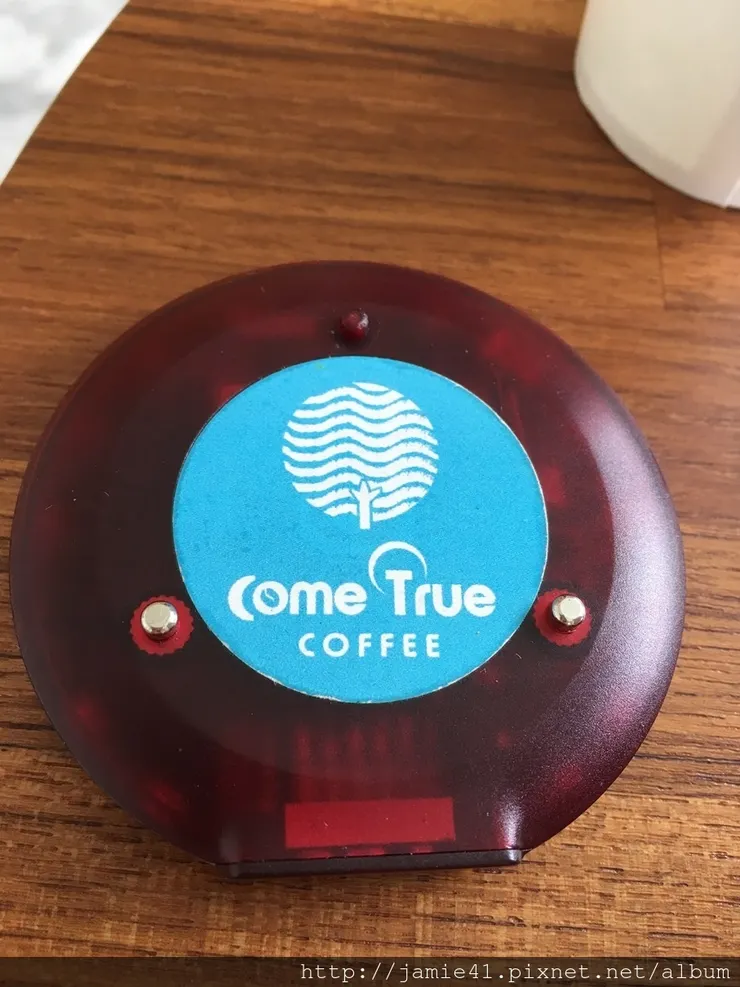 Come True
COFFEE
http://jamie41.pixnet.net/album